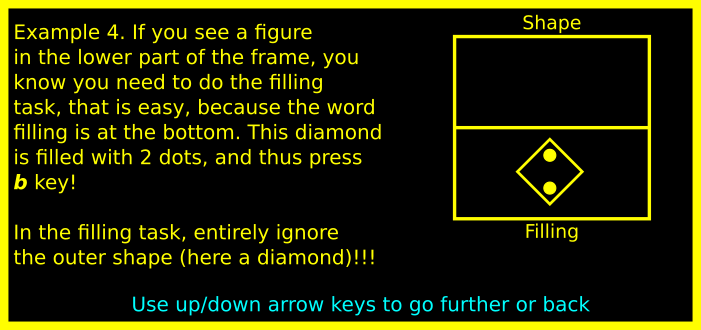 Example 4. If you see a figure
in the lower part of the frame, you
know you need to do the filling
task, that is easy, because the word
filling is at the bottom. This diamond
is filled with 2 dots, and thus press
b key!
In the filling task, entirely ignore
the outer shape (here a diamond)!!!
Shape
Filling
Use up/down arrow keys to go further or back